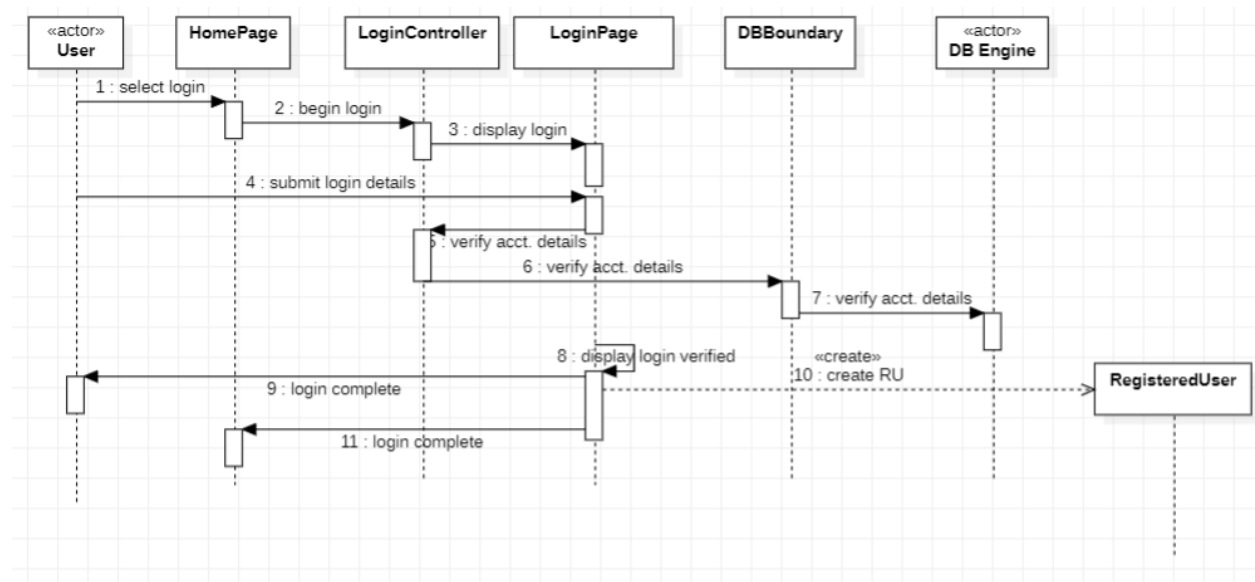 «actor»
User
HomePage
LoginController
LoginPage
DBBoundary
«actor»
DB Engine
1 : select login
2 : begin login
3 : display login
4 : submit login details
5 : verify acct. details
6 : verify acct. details
7 : verify acct. details
8 : display login verified
«create»
10 : create RU
RegisteredUser
9 : login complete
11 : login complete